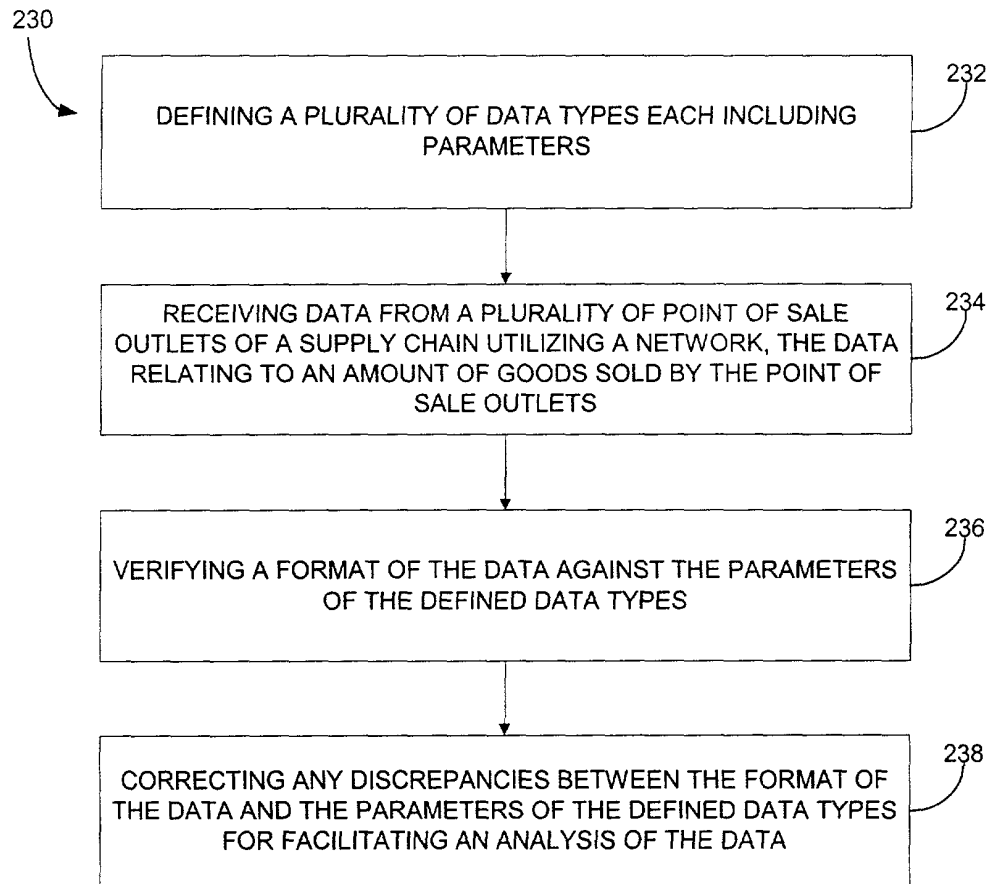 230
DEFINING A PLURALITY OF DATA TYPES EACH INCLUDING
PARAMETERS
232
RECEIVING DATA FROM A PLURALITY OF POINT OF SALE
OUTLETS OF A SUPPLY CHAIN UTILIZING A NETWORK, THE DATA
RELATING TO AN AMOUNT OF GOODS SOLD BY THE POINT OF
SALE OUTLETS
234
VERIFYING A FORMAT OF THE DATA AGAINST THE PARAMETERS
OF THE DEFINED DATA TYPES
236
CORRECTING ANY DISCREPANCIES BETWEEN THE FORMAT OF
THE DATA AND THE PARAMETERS OF THE DEFINED DATA TYPES
FOR FACILITATING AN ANALYSIS OF THE DATA
238